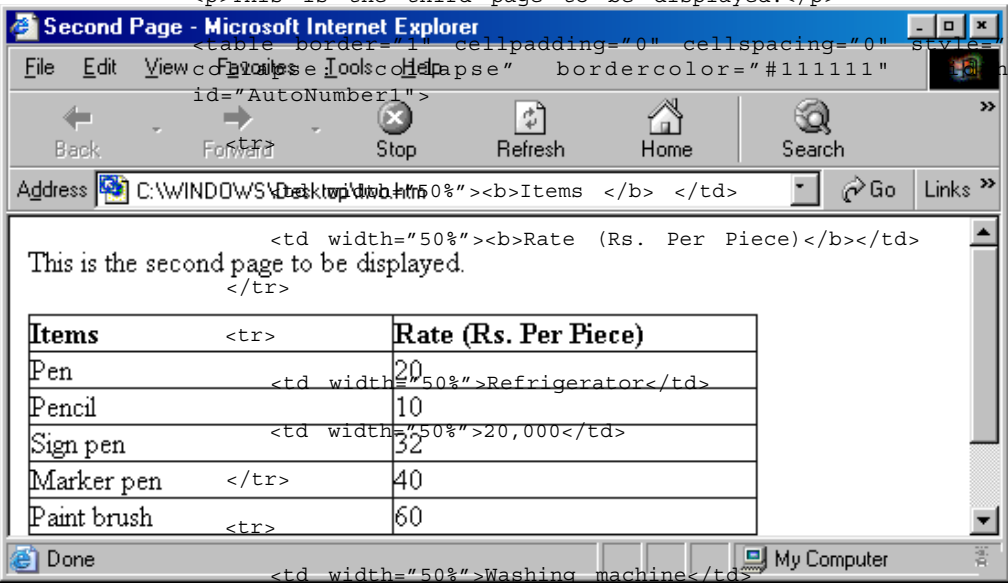 <p>This is the third page to be displayed.</p>
Second Page - Microsoft Internet Explorer
<table border="1" cellpadding="0" cellspacing="0" style="
File Edit View Favorites Tools Help
collapse: collapse" bordercolor="#111111"
id="AutoNumber1">
Back Forward Stop Refresh Home Search »
<tr>
Address C:\WINDOWS\Desktop\two.htm Go Links »
<td width="50%"><b>Items </b> </td>
<td width="50%"><b>Rate (Rs. Per Piece)</b></td>
This is the second page to be displayed.
</tr>
Items Rate (Rs. Per Piece)
<tr>
Pen 20
<td width="50%">Refrigerator</td>
Pencil 10
<td width="50%">20,000</td>
Sign pen 32
Marker pen 40
</tr>
Paint brush 60
<tr>
Done My Computer
<td width="50%">Washing machine</td>